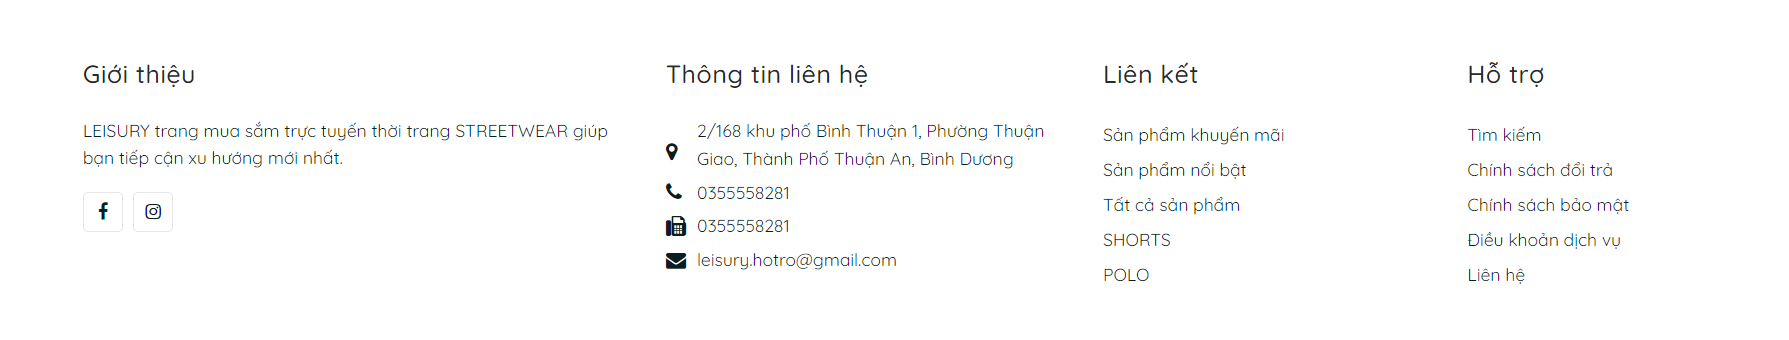 Giới thiệu
LEISURY trang mua sắm trực tuyến thời trang STREETWEAR giúp
bạn tiếp cận xu hướng mới nhất.
Thông tin liên hệ
2/168 khu phố Bình Thuận 1, Phường Thuận
Giao, Thành Phố Thuận An, Bình Dương
0355558281
0355558281
leisury.hotro@gmail.com
Liên kết
Sản phẩm khuyến mãi
Sản phẩm nổi bật
Tất cả sản phẩm
SHORTS
POLO
Hỗ trợ
Tìm kiếm
Chính sách đổi trả
Chính sách bảo mật
Điều khoản dịch vụ
Liên hệ